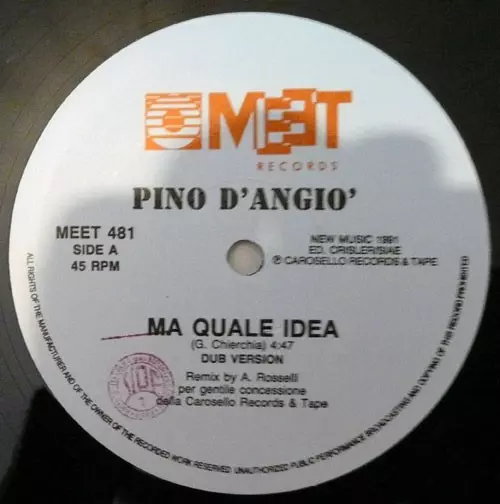 MEET
RECORDS
PINO D'ANGIO'
MEET 481
SIDE A
45 RPM
NEW MUSIC 1991
ED. CRISLER/SIAE
℗ CAROSELLO RECORDS & TAPE
MA QUALE IDEA
(G. Chierchia) 4:47
DUB VERSION
Remix by A. Rosselli
per gentile concessione
della Carosello Records & Tape
ALL RIGHTS OF THE MANUFACTURER AND OF THE OWNER OF THE RECORDED WORK RESERVED UNAUTHORIZED PUBLIC PERFORMANCE BROADCASTING AND COPYING OF THIS RECORD PROHIBITED